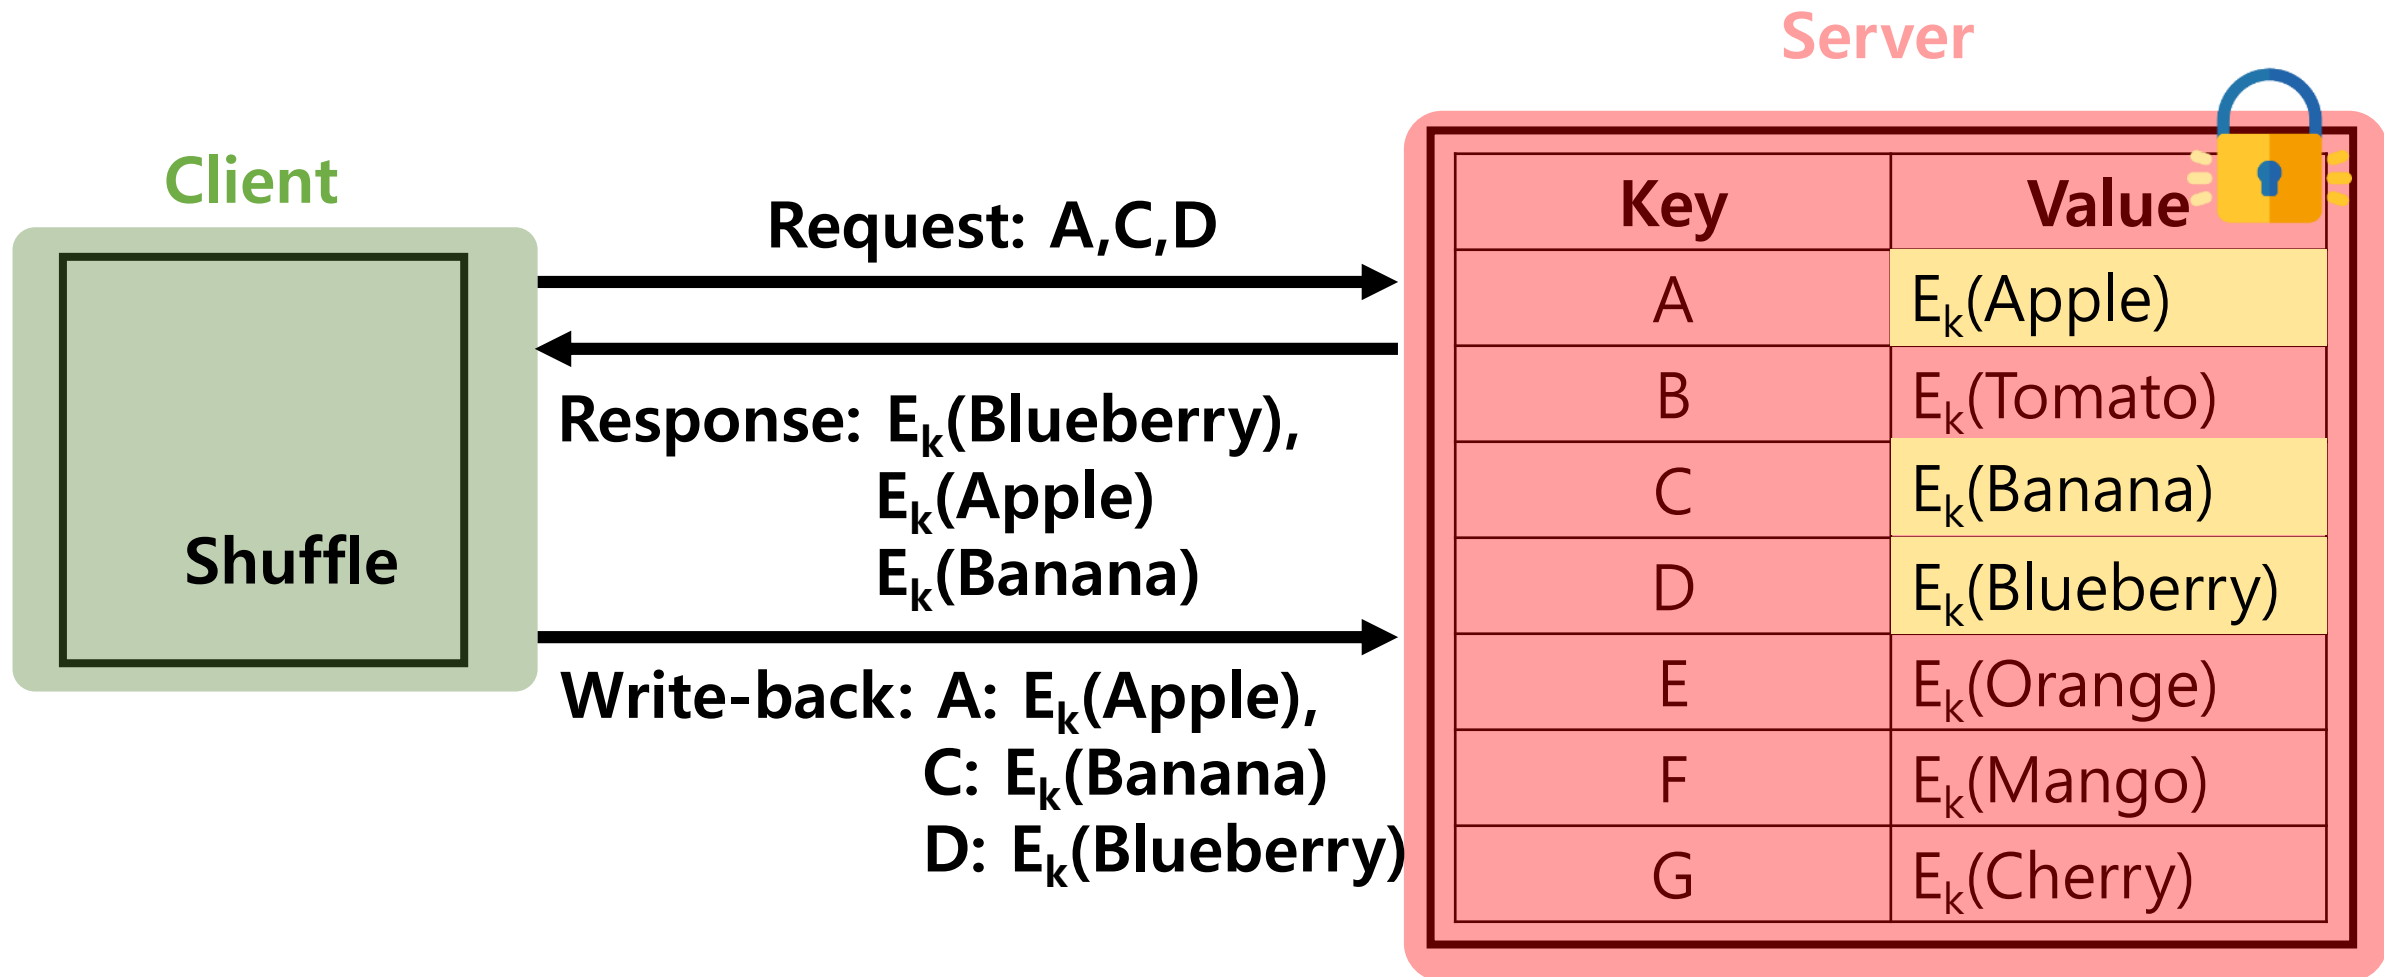 Server
Client
Request: A,C,D
Response: Eₖ(Blueberry),
Eₖ(Apple)
Eₖ(Banana)
Shuffle
Write-back: A: Eₖ(Apple),
C: Eₖ(Banana)
D: Eₖ(Blueberry)
Key Value
A Eₖ(Apple)
B Eₖ(Tomato)
C Eₖ(Banana)
D Eₖ(Blueberry)
E Eₖ(Orange)
F Eₖ(Mango)
G Eₖ(Cherry)